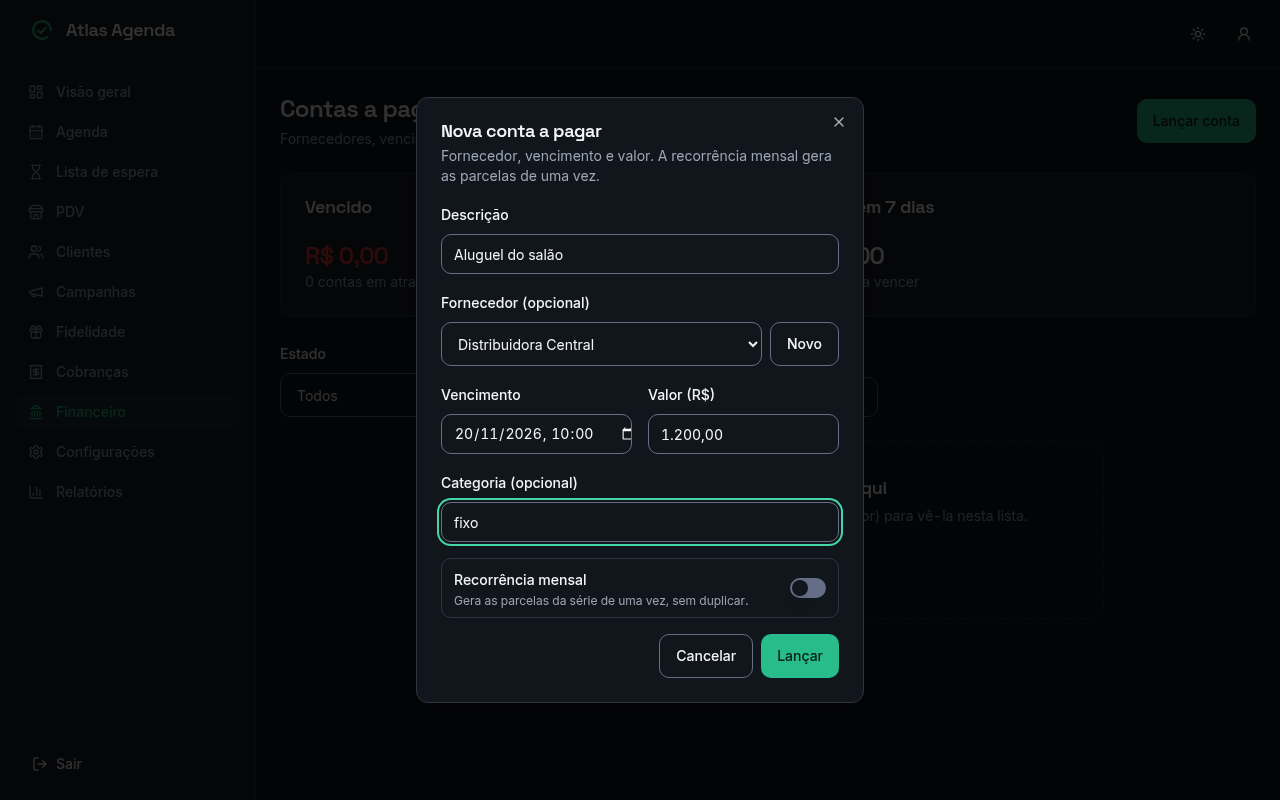 Atlas Agenda
Visão geral
Agenda
Lista de espera
PDV
Clientes
Campanhas
Fidelidade
Cobranças
Financeiro
Configurações
Relatórios
Sair
Contas a pag
Fornecedores, venci
Lançar conta
Vencido
R$ 0,00
0 contas em atra
em 7 dias
00
a vencer
Estado
Todos
qui
or) para vê-la nesta lista.
Nova conta a pagar
Fornecedor, vencimento e valor. A recorrência mensal gera
as parcelas de uma vez.
Descrição
Aluguel do salão
Fornecedor (opcional)
Distribuidora Central
Novo
Vencimento
Valor (R$)
20/11/2026, 10:00
1.200,00
Categoria (opcional)
fixo
Recorrência mensal
Gera as parcelas da série de uma vez, sem duplicar.
Cancelar
Lançar